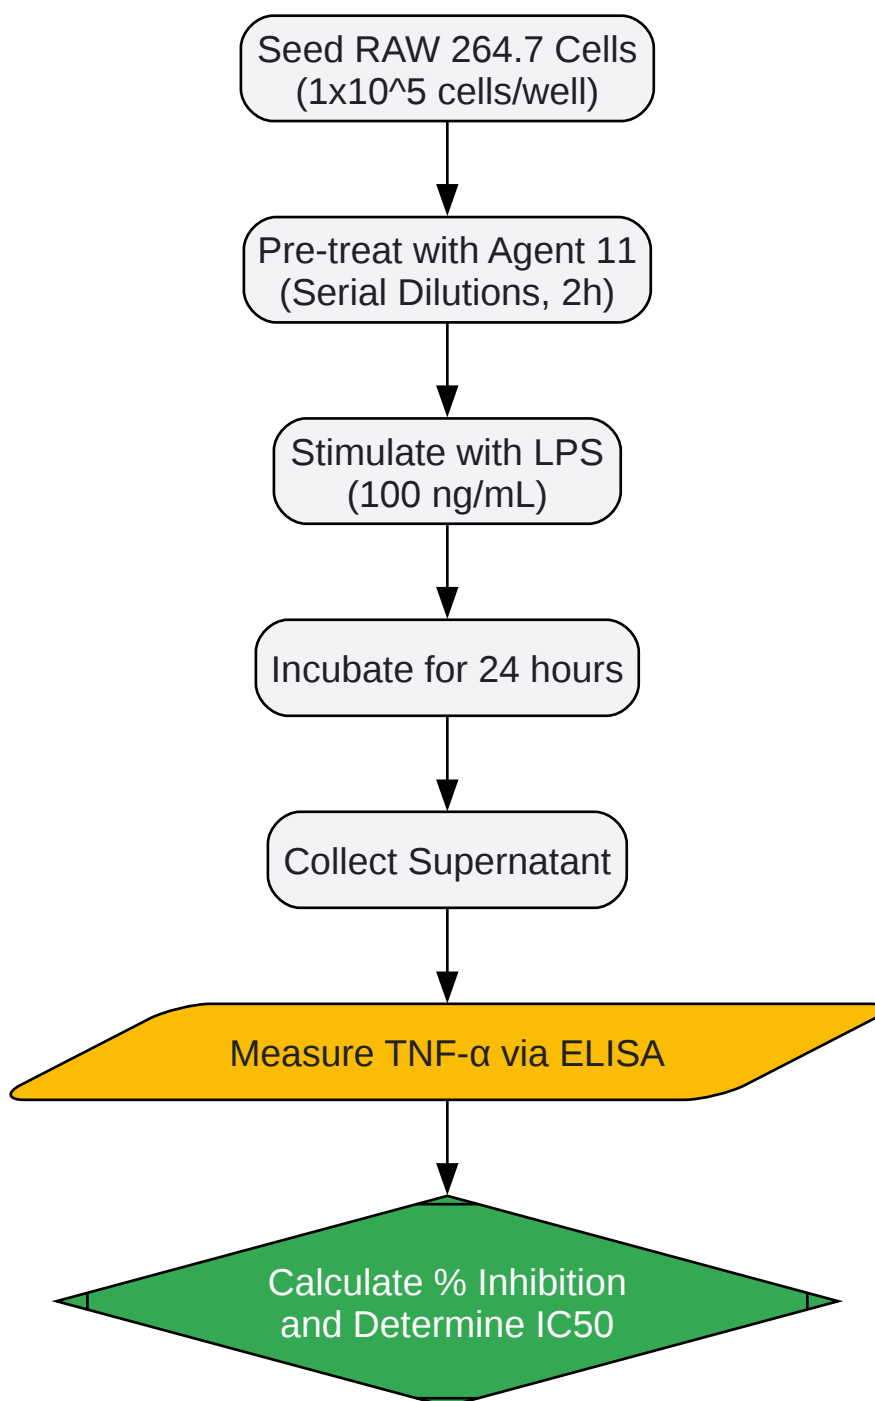 Seed RAW 264.7 Cells
(1x10^5 cells/well)
Pre-treat with Agent 11
(Serial Dilutions, 2h)
Stimulate with LPS
(100 ng/mL)
Incubate for 24 hours
Collect Supernatant
Measure TNF-α via ELISA
Calculate % Inhibition
and Determine IC50